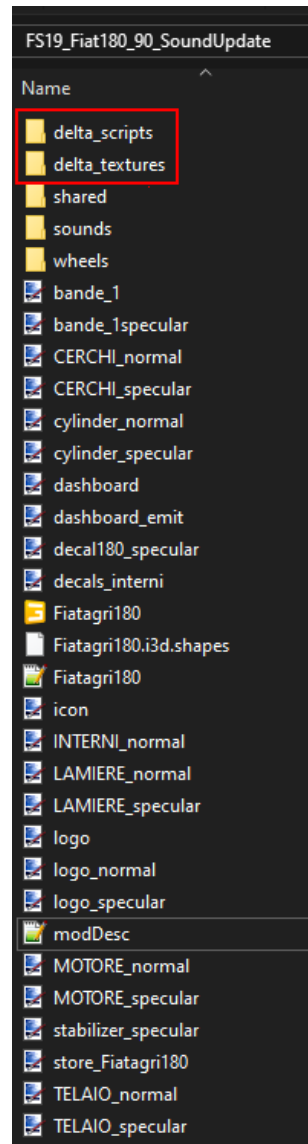 FS19_Fiat180_90_SoundUpdate
Name
delta_scripts
delta_textures
shared
sounds
wheels
bande_1
bande_1specular
CERCHI_normal
CERCHI_specular
cylinder_normal
cylinder_specular
dashboard
dashboard_emit
decal180_specular
decals_interni
Fiatagri180
Fiatagri180.i3d.shapes
Fiatagri180
icon
INTERNI_normal
LAMIERE_normal
LAMIERE_specular
logo
logo_normal
logo_specular
modDesc
MOTORE_normal
MOTORE_specular
stabilizer_specular
store_Fiatagri180
TELAIO_normal
TELAIO_specular